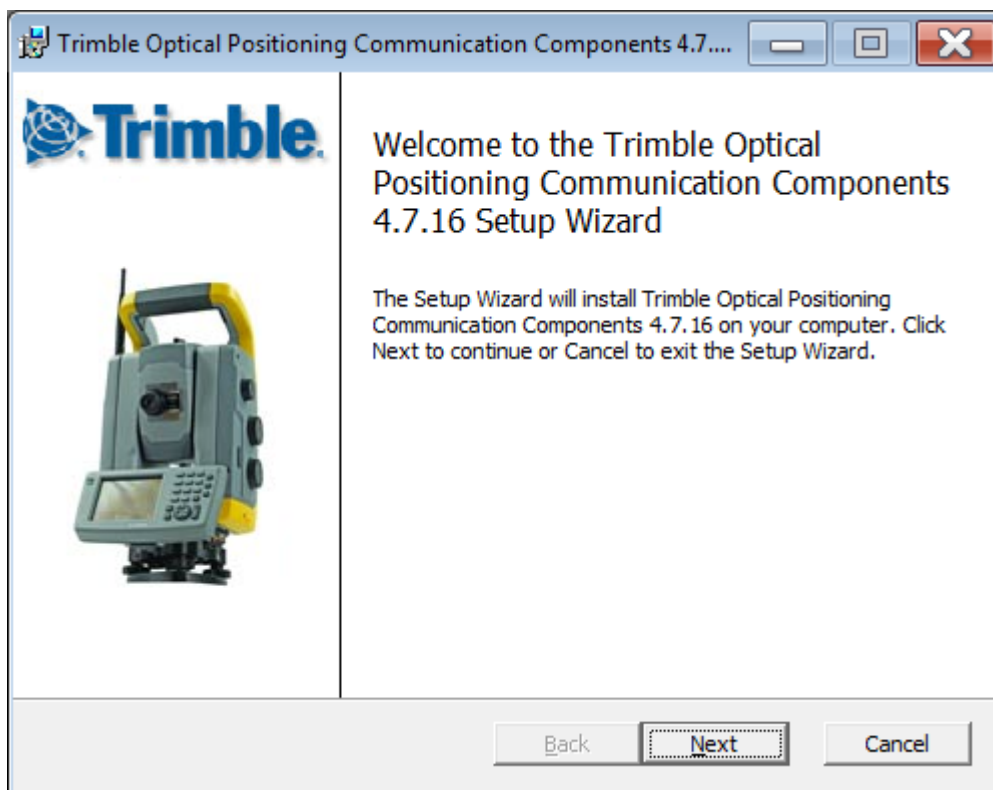 Trimble Optical Positioning Communication Components 4.7....
Trimble.
Welcome to the Trimble Optical
Positioning Communication Components
4.7.16 Setup Wizard
The Setup Wizard will install Trimble Optical Positioning
Communication Components 4.7.16 on your computer. Click
Next to continue or Cancel to exit the Setup Wizard.
Back Next Cancel